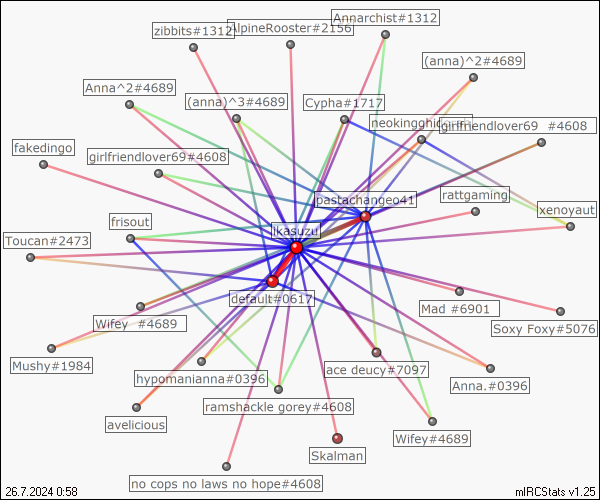 Annarchist#1312
zibbits#1312
AlpineRooster#2156
(anna)^2#4689
Anna^2#4689
(anna)^3#4689
Cypha#1717
girlfriendlover69 #4608
fakedingo
girlfriendlover69#4608
pastachangeo41
rattgaming
xenoyaut
frisout
ikasuzu
Toucan#2473
default#0617
Mad #6901
Wifey #4689
Soxy Foxy#5076
Mushy#1984
hypomanianna#0396
ace deucy#7097
Anna.#0396
ramshackle gorey#4608
avelicious
Wifey#4689
Skalman
no cops no laws no hope#4608
26.7.2024 0:58
mIRCStats v1.25